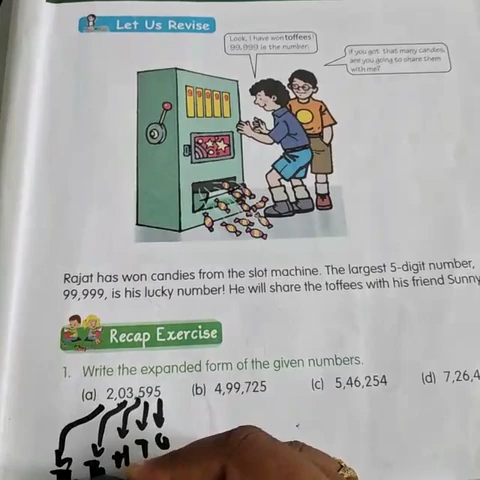 Let Us Revise
Look, I have won toffees
99,999 is the number.
If you got that many candies,
are you going to share them
with me?
Rajat has won candies from the slot machine. The largest 5-digit number,
99,999, is his lucky number! He will share the toffees with his friend Sunny
Recap Exercise
1. Write the expanded form of the given numbers.
(a) 2,03,595 (b) 4,99,725 (c) 5,46,254 (d) 7,26,4
H T O